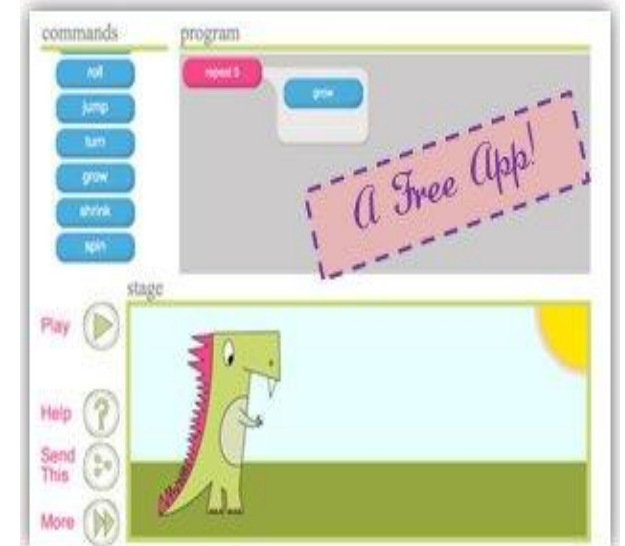 commands
program
roll
jump
turn
grow
shrink
spin
repeat 5
grow
A Free App!
stage
Play
Help
Send
This
More